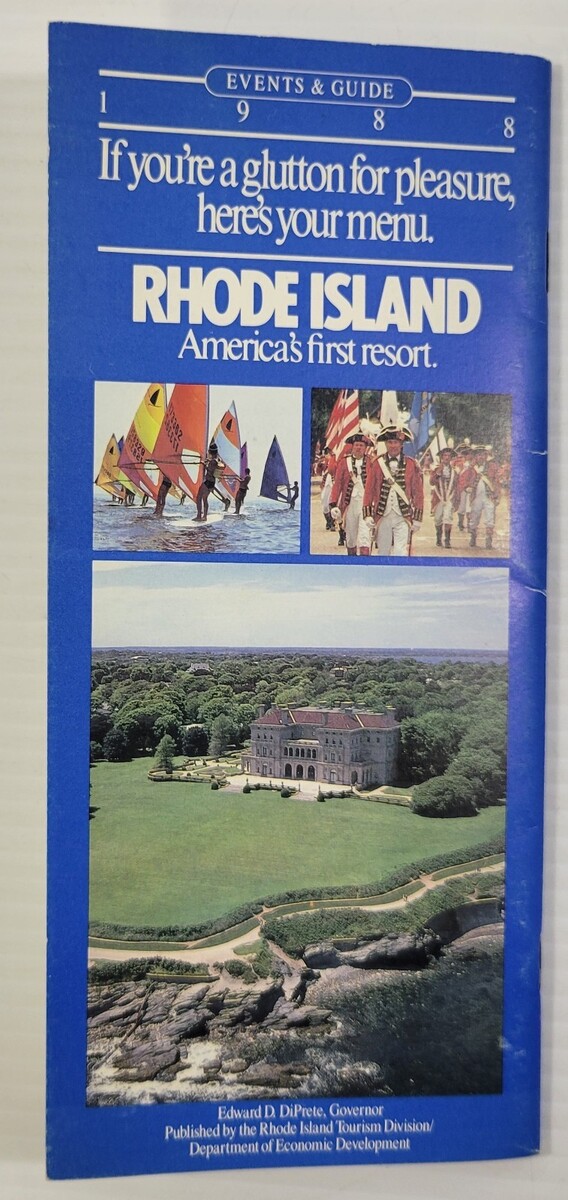 EVENTS & GUIDE
1 9 8 8
If you're a glutton for pleasure,
here's your menu.
RHODE ISLAND
America's first resort.
Edward D. DiPrete, Governor
Published by the Rhode Island Tourism Division/
Department of Economic Development